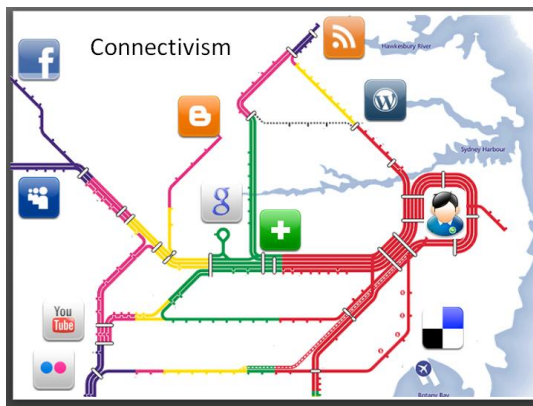 Connectivism
Hawkesbury River
Sydney Harbour
g
You
Tube
Botany Bay